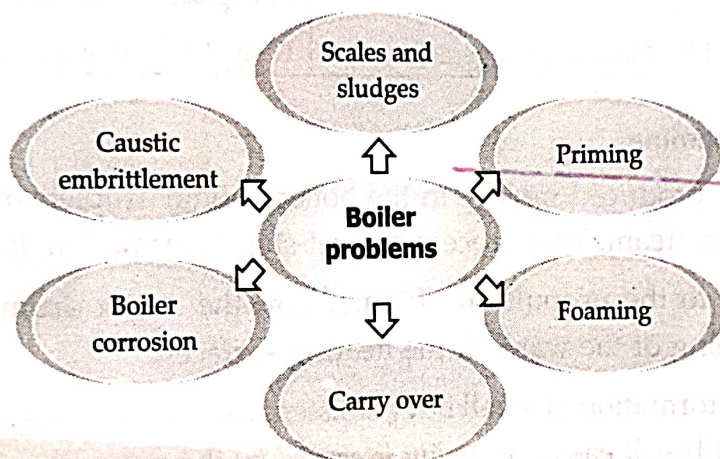 Scales and
sludges
Caustic
embrittlement
Priming
Boiler
problems
Boiler
corrosion
Foaming
Carry over